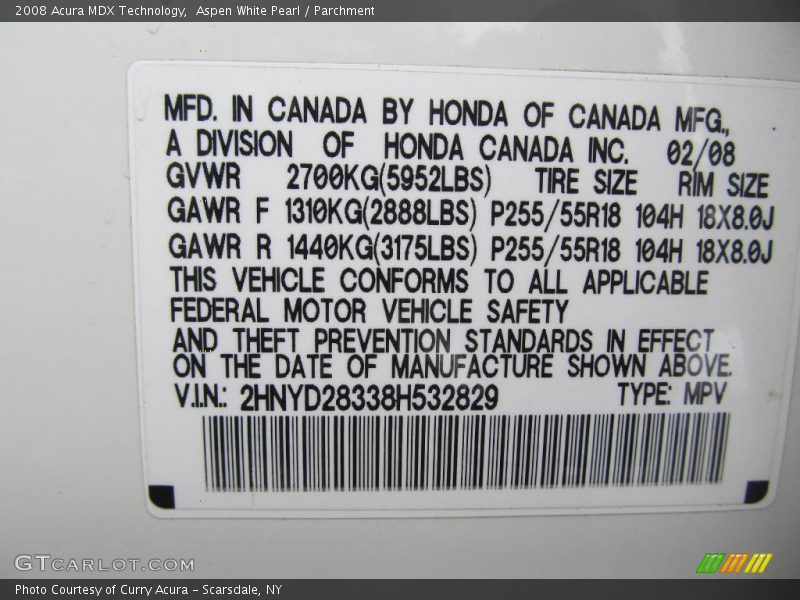 2008 Acura MDX Technology,  Aspen White Pearl / Parchment
MFD. IN CANADA BY HONDA OF CANADA MFG.,
A DIVISION OF HONDA CANADA INC. 02/08
GVWR 2700KG(5952LBS) TIRE SIZE RIM SIZE
GAWR F 1310KG(2888LBS) P255/55R18 104H 18X8.0J
GAWR R 1440KG(3175LBS) P255/55R18 104H 18X8.0J
THIS VEHICLE CONFORMS TO ALL APPLICABLE
FEDERAL MOTOR VEHICLE SAFETY
AND THEFT PREVENTION STANDARDS IN EFFECT
ON THE DATE OF MANUFACTURE SHOWN ABOVE.
V.I.N.: 2HNYD28338H532829 TYPE: MPV
GTCARLOT.COM
Photo Courtesy of Curry Acura - Scarsdale, NY